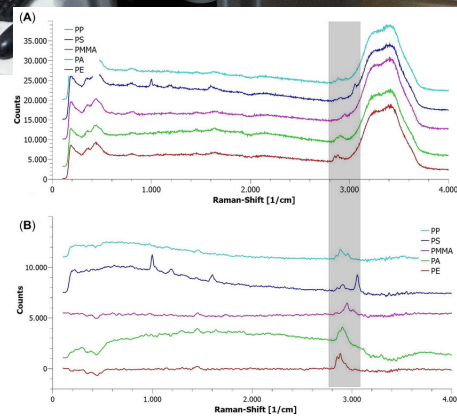 (A)
PP
PS
PMMA
PA
PE
35.000
30.000
25.000
20.000
15.000
10.000
5.000
0
Counts
0
1.000
2.000
3.000
4.000
Raman-Shift [1/cm]
(B)
PP
PS
PMMA
PA
PE
10.000
5.000
0
Counts
0
1.000
2.000
3.000
4.000
Raman-Shift [1/cm]